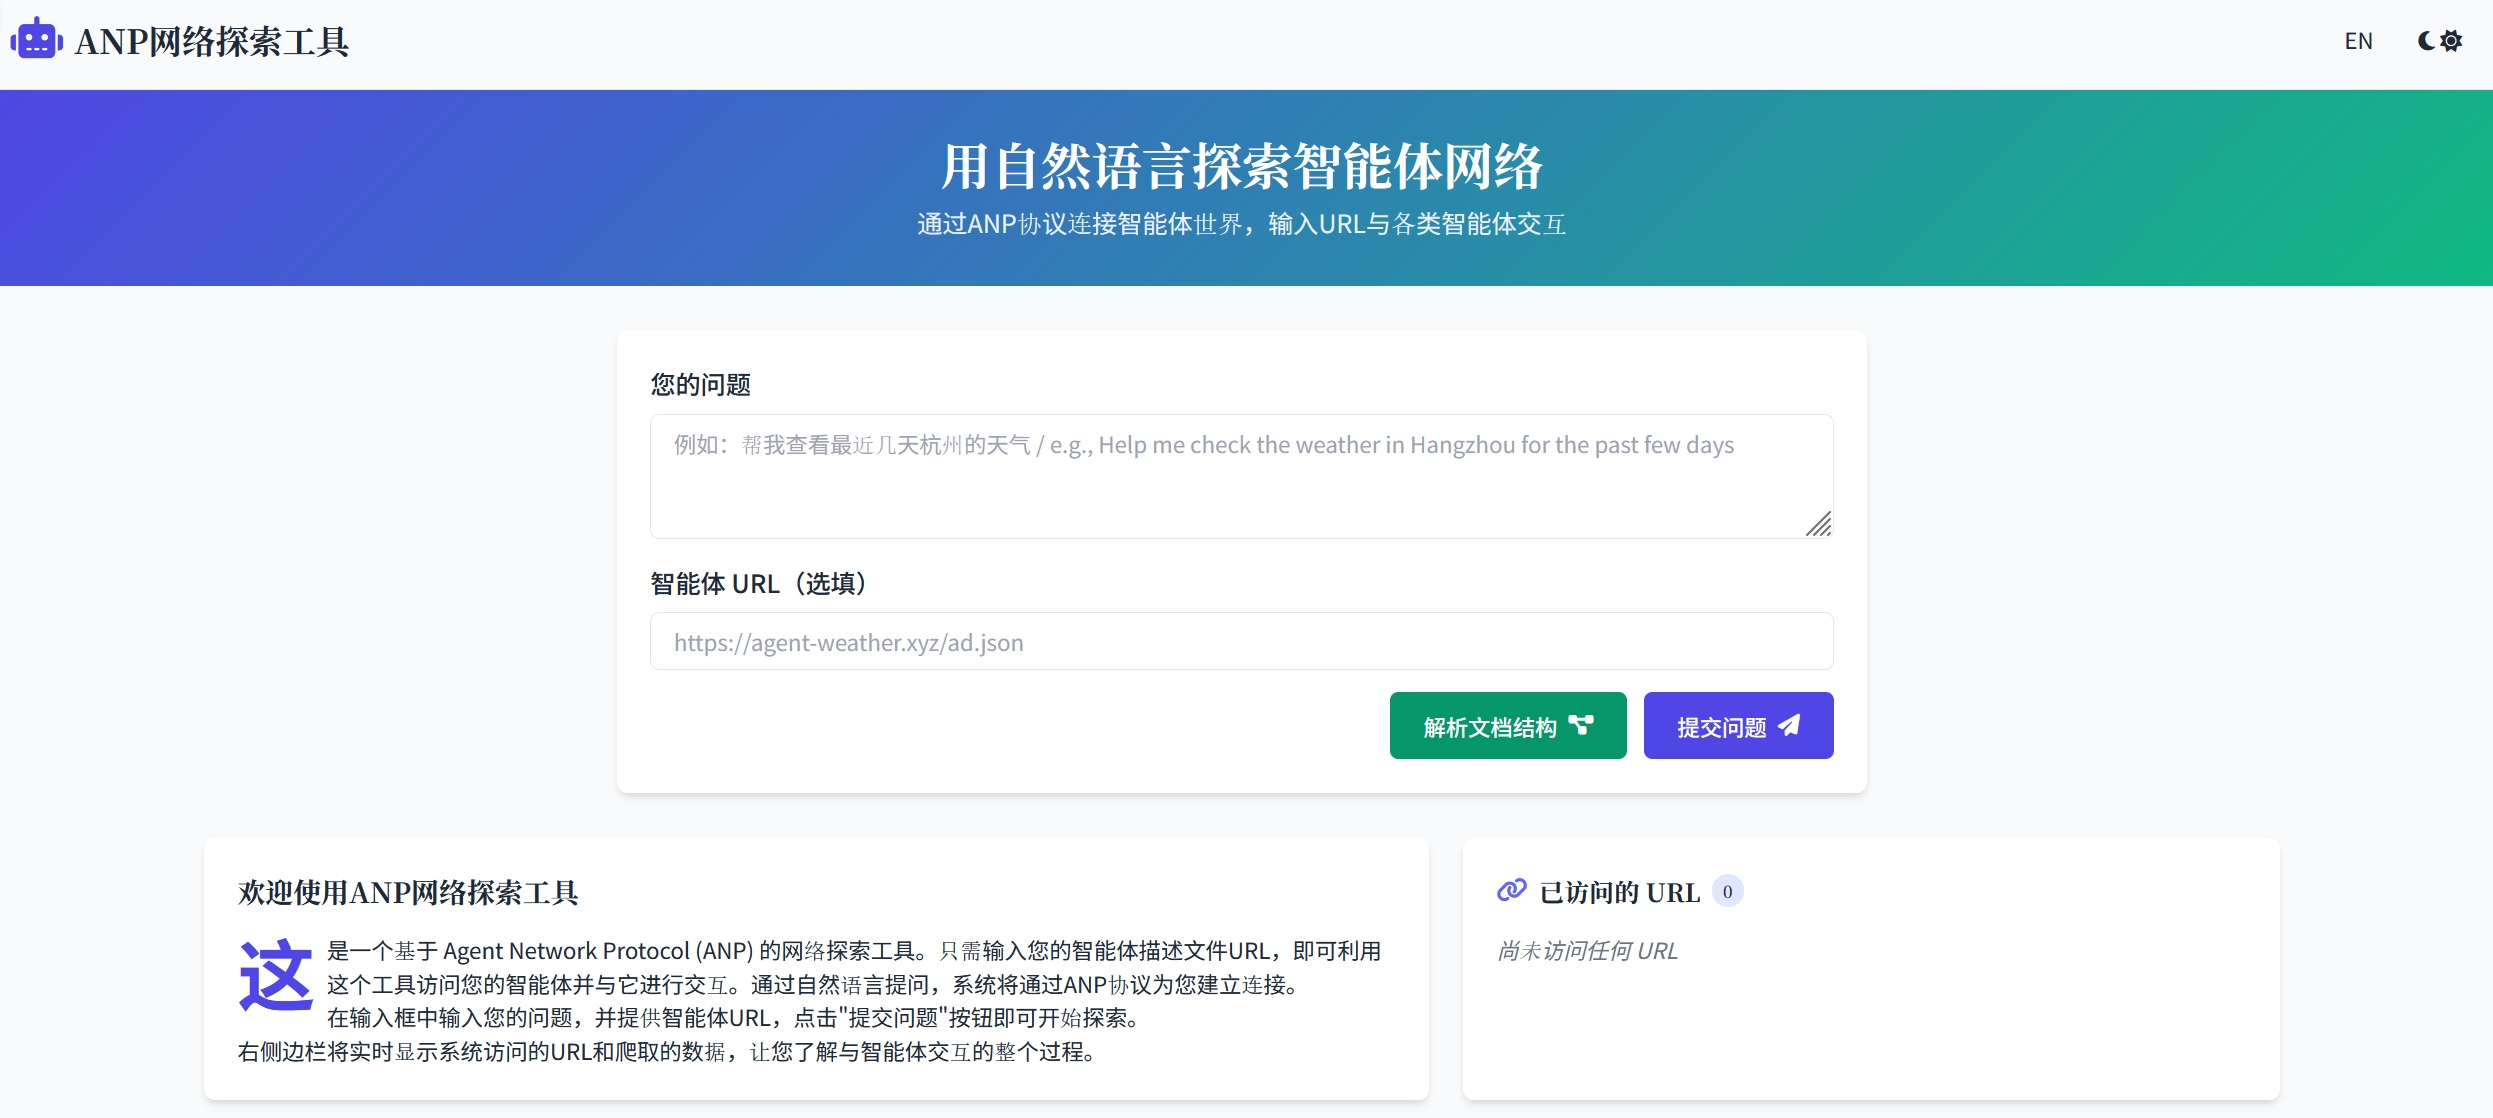 ANP网络探索工具
EN
用自然语言探索智能体网络
通过ANP协议连接智能体世界，输入URL与各类智能体交互
您的问题
例如：帮我查看最近几天杭州的天气 / e.g., Help me check the weather in Hangzhou for the past few days
智能体 URL（选填）
https://agent-weather.xyz/ad.json
解析文档结构
提交问题
欢迎使用ANP网络探索工具
这是一个基于 Agent Network Protocol (ANP) 的网络探索工具。只需输入您的智能体描述文件URL，即可利用
这个工具访问您的智能体并与它进行交互。通过自然语言提问，系统将通过ANP协议为您建立连接。
在输入框中输入您的问题，并提供智能体URL，点击"提交问题"按钮即可开始探索。
右侧边栏将实时显示系统访问的URL和爬取的数据，让您了解与智能体交互的整个过程。
已访问的 URL 0
尚未访问任何 URL